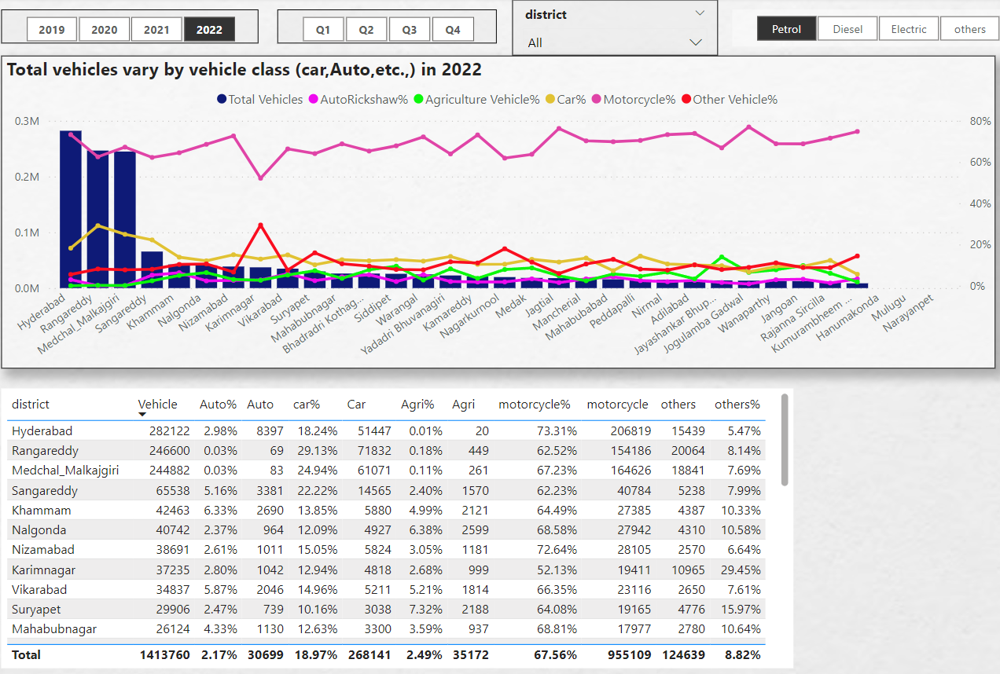 2019 2020 2021 2022 Q1 Q2 Q3 Q4 district Petrol Diesel Electric others
All
Total vehicles vary by vehicle class (car,Auto,etc.,) in 2022
Total Vehicles AutoRickshaw% Agriculture Vehicle% Car% Motorcycle% Other Vehicle%
0.3M 80%
0.2M 60%
40%
0.1M 20%
0.0M 0%
Hyderabad
Rangareddy
Medchal_Malkajgiri
Sangareddy
Khammam
Nalgonda
Nizamabad
Karimnagar
Vikarabad
Suryapet
Mahabubnagar
Bhadradri Kothag...
Siddipet
Warangal
Yadadri Bhuvanagiri
Kamareddy
Nagarkurnool
Medak
Jagtial
Mancherial
Mahabubabad
Peddapalli
Nirmal
Adilabad
Jayashankar Bhup...
Jogulamba Gadwal
Wanaparthy
Jangoan
Rajanna Sircilla
Kumurambheem ...
Hanumakonda
Mulugu
Narayanpet
district Vehicle Auto% Auto car% Car Agri% Agri motorcycle% motorcycle others others%
Hyderabad 282122 2.98% 8397 18.24% 51447 0.01% 20 73.31% 206819 15439 5.47%
Rangareddy 246600 0.03% 69 29.13% 71832 0.18% 449 62.52% 154186 20064 8.14%
Medchal_Malkajgiri 244882 0.03% 83 24.94% 61071 0.11% 261 67.23% 164626 18841 7.69%
Sangareddy 65538 5.16% 3381 22.22% 14565 2.40% 1570 62.23% 40784 5238 7.99%
Khammam 42463 6.33% 2690 13.85% 5880 4.99% 2121 64.49% 27385 4387 10.33%
Nalgonda 40742 2.37% 964 12.09% 4927 6.38% 2599 68.58% 27942 4310 10.58%
Nizamabad 38691 2.61% 1011 15.05% 5824 3.05% 1181 72.64% 28105 2570 6.64%
Karimnagar 37235 2.80% 1042 12.94% 4818 2.68% 999 52.13% 19411 10965 29.45%
Vikarabad 34837 5.87% 2046 14.96% 5211 5.21% 1814 66.35% 23116 2650 7.61%
Suryapet 29906 2.47% 739 10.16% 3038 7.32% 2188 64.08% 19165 4776 15.97%
Mahabubnagar 26124 4.33% 1130 12.63% 3300 3.59% 937 68.81% 17977 2780 10.64%
Total 1413760 2.17% 30699 18.97% 268141 2.49% 35172 67.56% 955109 124639 8.82%